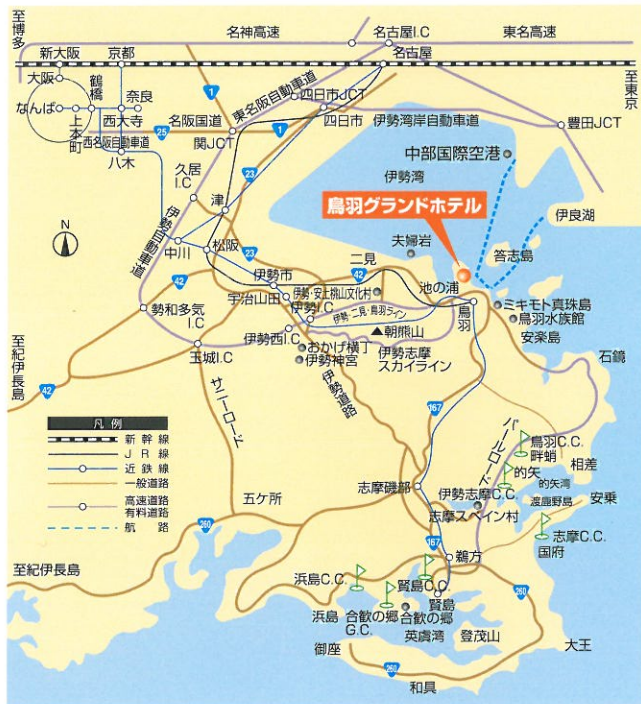 至博多
名神高速
名古屋I.C
東名高速
新大阪
京都
名古屋
至東京
大阪
鶴橋
なんば
奈良
上本町
西大寺
西名阪自動車道
八木
名阪国道
25
1
東名阪自動車道
四日市JCT
関JCT
1
四日市
伊勢湾岸自動車道
豊田JCT
久居I.C
23
中部国際空港
伊勢湾
鳥羽グランドホテル
伊良湖
津
伊勢自動車道
中川
松阪
23
夫婦岩
答志島
二見
42
42
伊勢市
池の浦
宇治山田
伊勢・安土桃山文化村
勢和多気I.C
伊勢I.C
伊勢・二見・鳥羽ライン
鳥羽
ミキモト真珠島
鳥羽水族館
朝熊山
安楽島
玉城I.C
伊勢西I.C
おかげ横丁
伊勢神宮
伊勢志摩スカイライン
石鏡
至紀伊長島
42
サニーロード
伊勢道路
167
パールロード
凡例
新幹線
JR線
近鉄線
一般道路
高速道路
有料道路
航路
N
鳥羽C.C.
畔蛸
相差
的矢
的矢湾
志摩磯部
伊勢志摩C.C.
渡鹿野島
安乗
志摩スペイン村
五ケ所
志摩C.C.
国府
260
167
鵜方
至紀伊長島
浜島C.C.
賢島C.C.
260
賢島
浜島
合歓の郷G.C.
合歓の郷
英虞湾
登茂山
大王
御座
260
和具